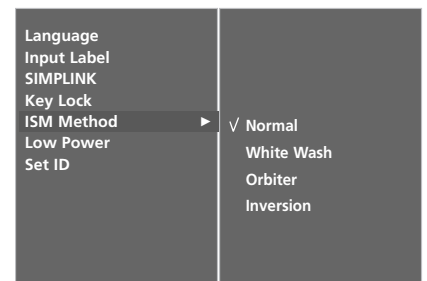 Language
Input Label
SIMPLINK
Key Lock
ISM Method ►
Low Power
Set ID
√ Normal
White Wash
Orbiter
Inversion